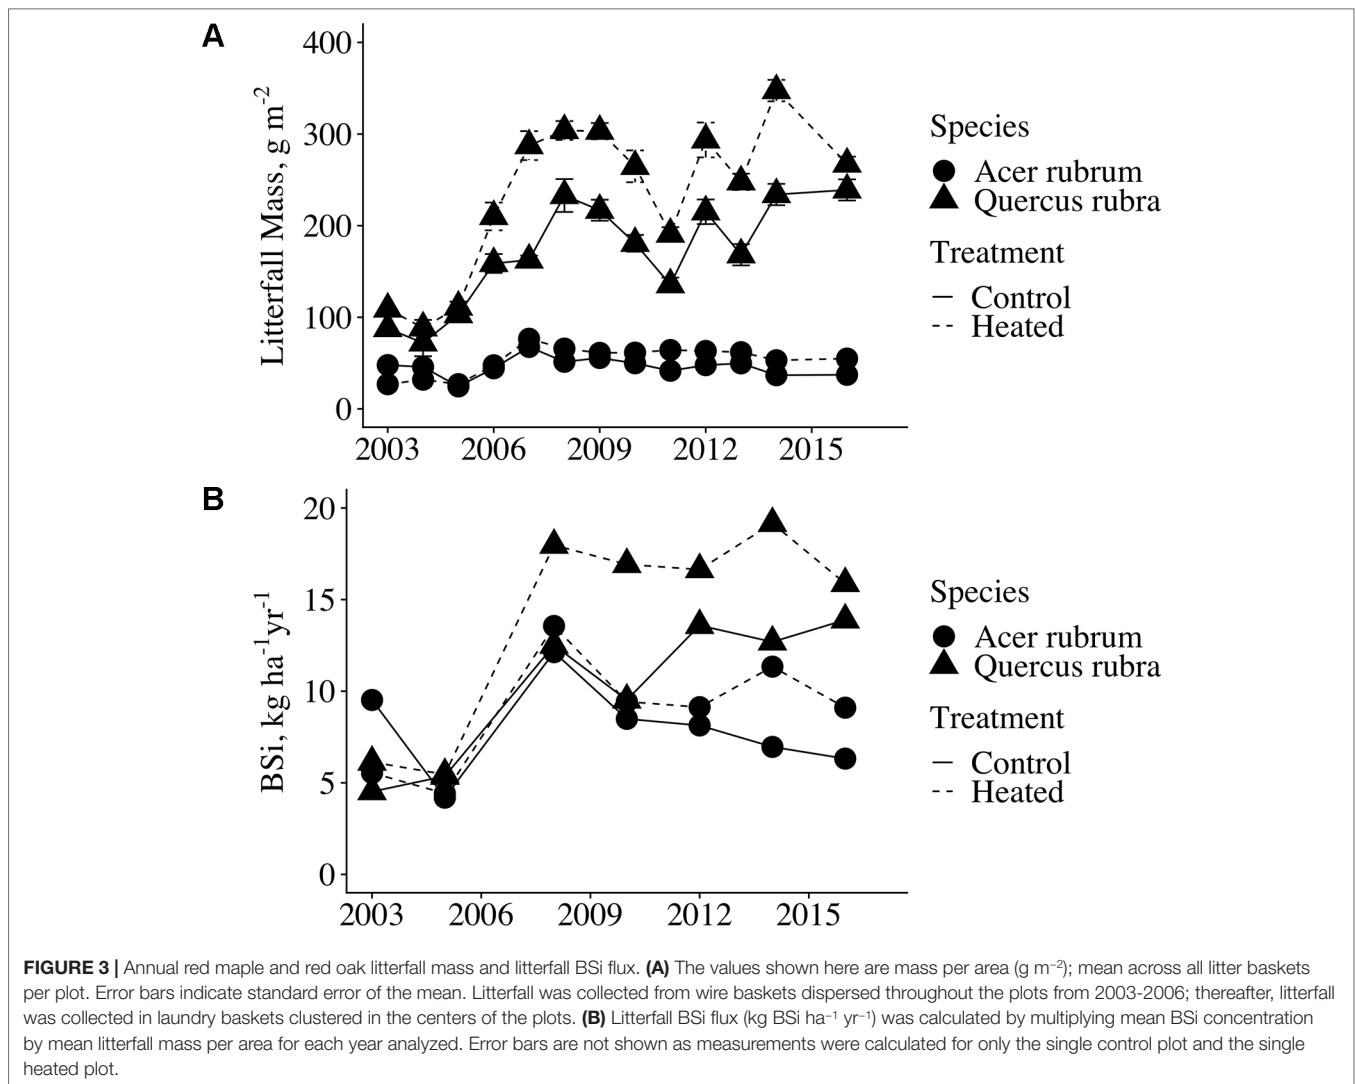 A
400
300
200
100
0
Litterfall Mass, g m⁻²
2003 2006 2009 2012 2015
Species
Acer rubrum
Quercus rubra
Treatment
Control
Heated
B
20
15
10
5
0
BSi, kg ha⁻¹yr⁻¹
2003 2006 2009 2012 2015
Species
Acer rubrum
Quercus rubra
Treatment
Control
Heated
FIGURE 3 | Annual red maple and red oak litterfall mass and litterfall BSi flux. (A) The values shown here are mass per area (g m⁻²); mean across all litter baskets
per plot. Error bars indicate standard error of the mean. Litterfall was collected from wire baskets dispersed throughout the plots from 2003-2006; thereafter, litterfall
was collected in laundry baskets clustered in the centers of the plots. (B) Litterfall BSi flux (kg BSi ha⁻¹ yr⁻¹) was calculated by multiplying mean BSi concentration
by mean litterfall mass per area for each year analyzed. Error bars are not shown as measurements were calculated for only the single control plot and the single
heated plot.